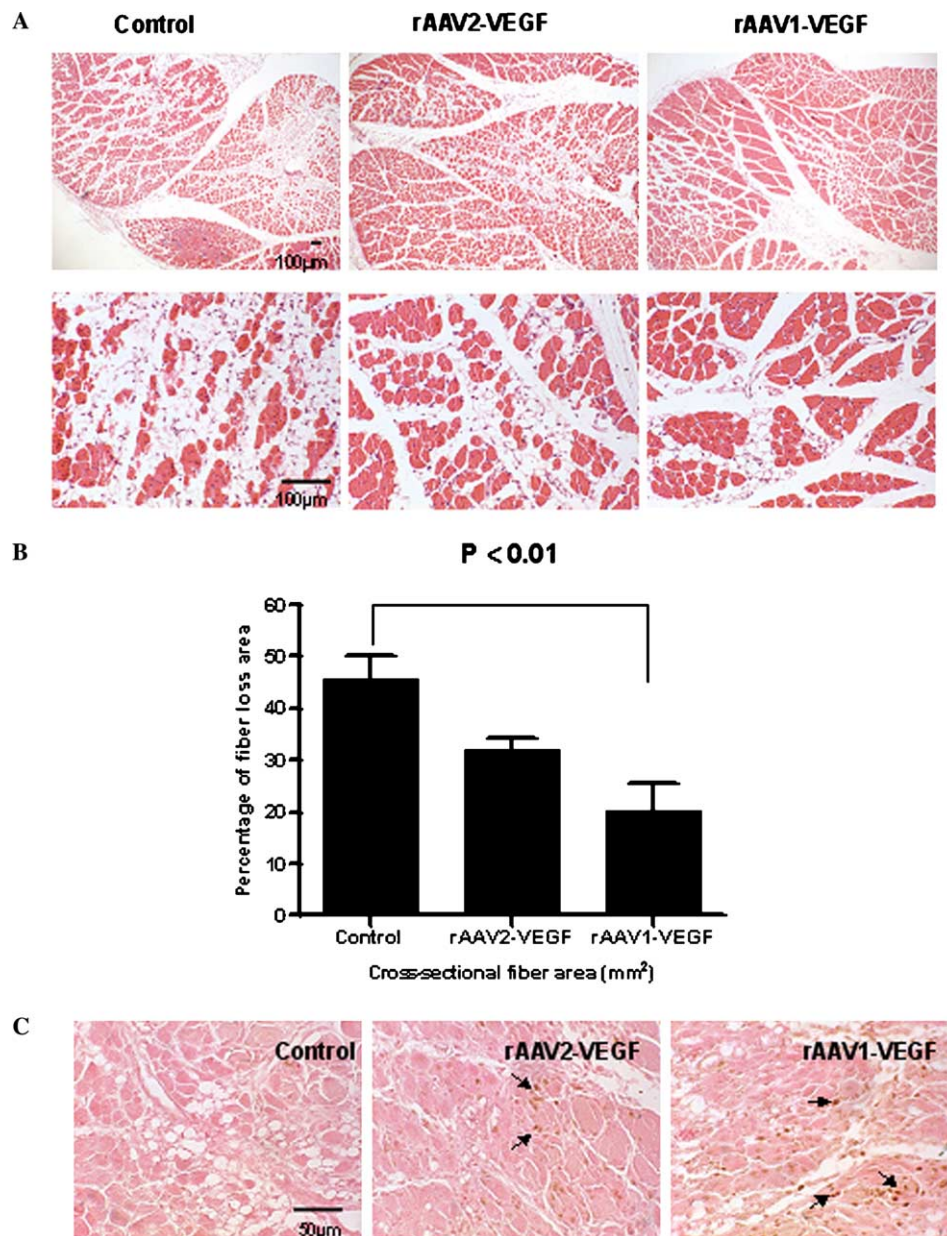 A
Control
rAAV2-VEGF
rAAV1-VEGF
100µm
100µm
B
P < 0.01
Percentage of fiber loss area
60
50
40
30
20
10
0
Control
rAAV2-VEGF
rAAV1-VEGF
Cross-sectional fiber area (mm²)
C
Control
rAAV2-VEGF
rAAV1-VEGF
50µm